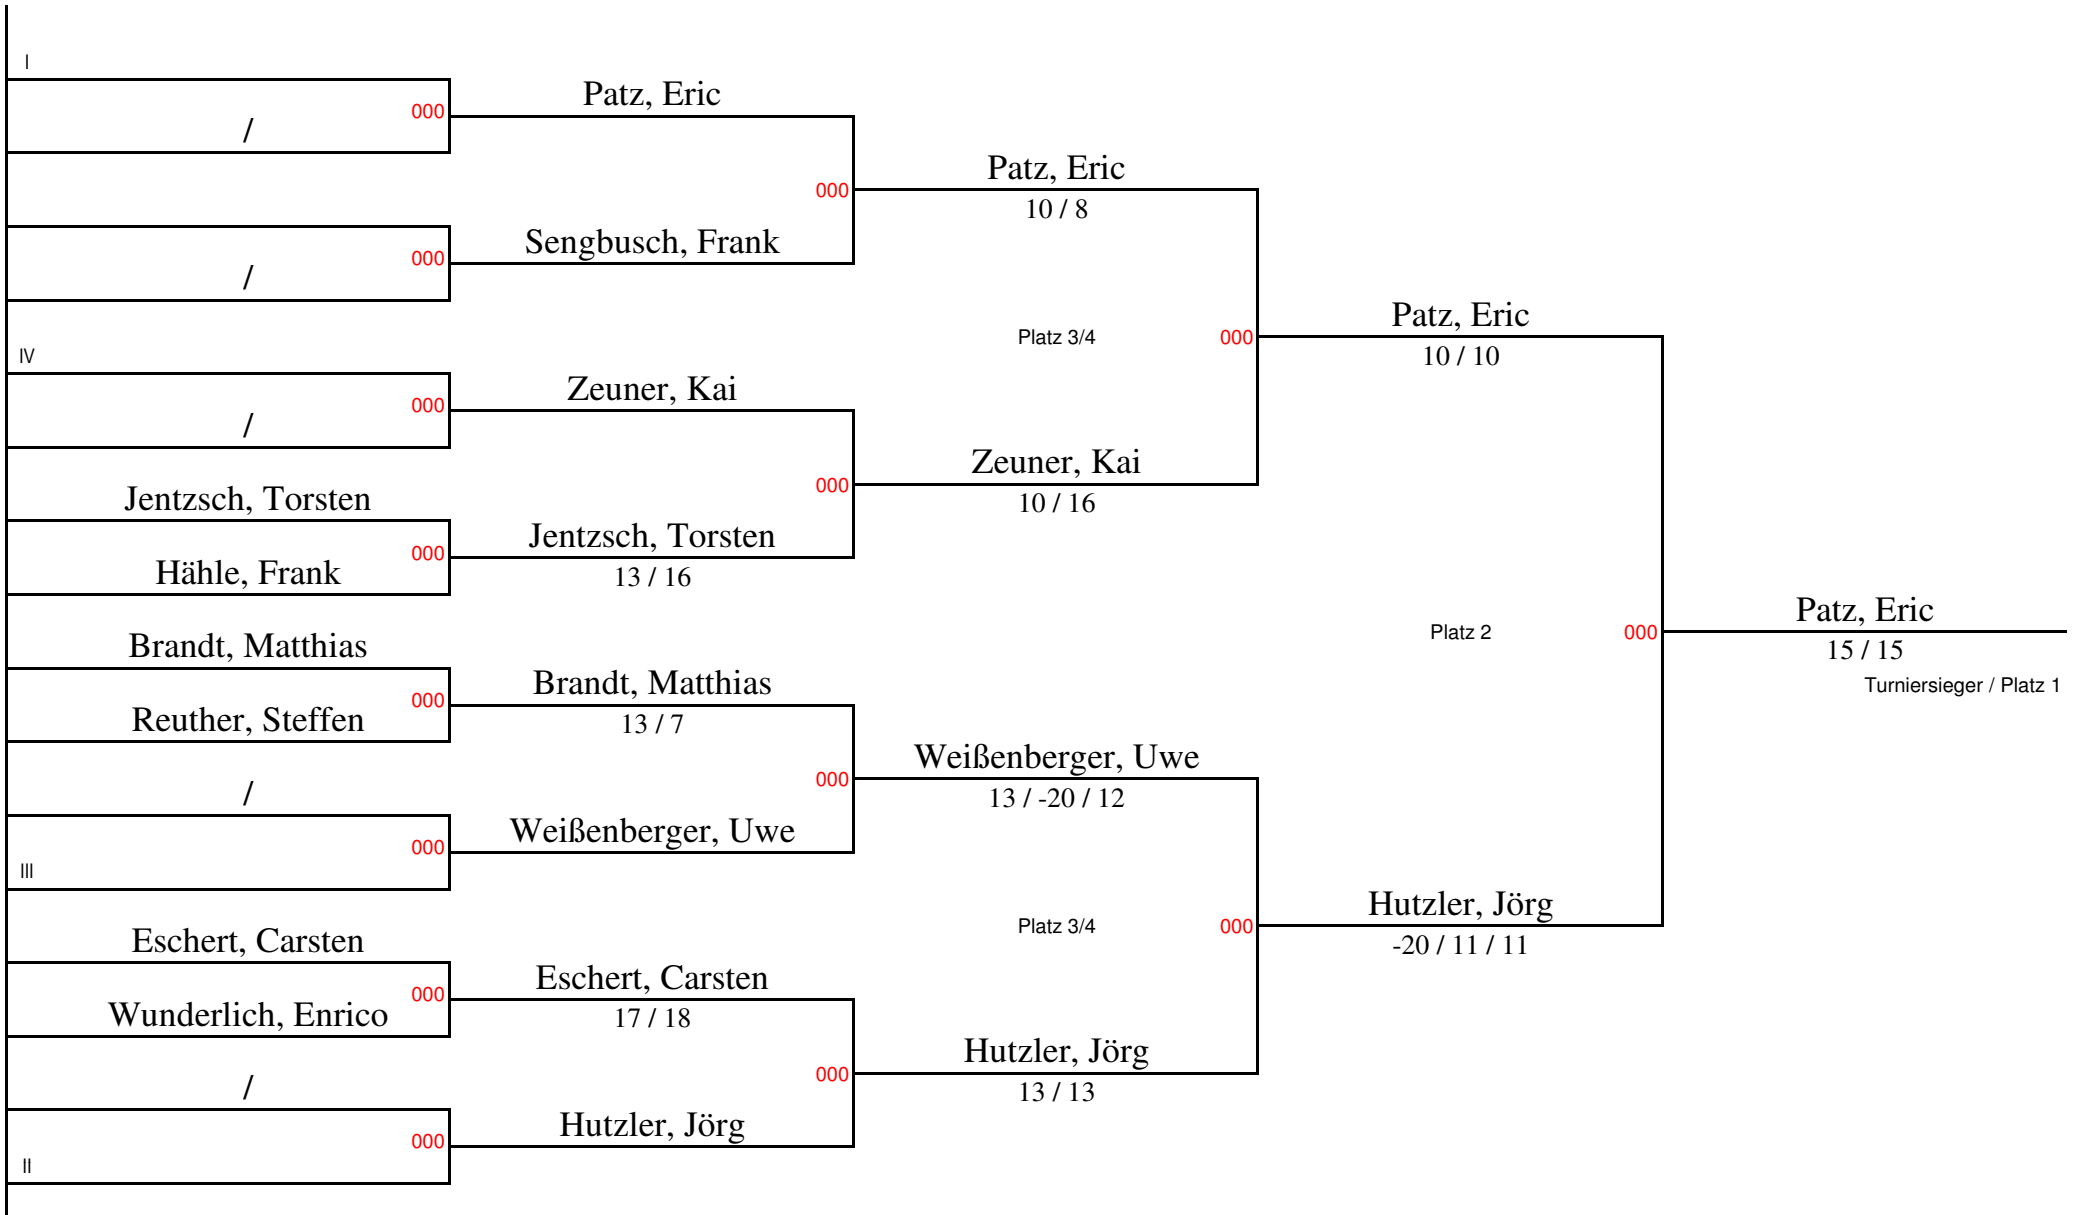 I
000
/
Patz, Eric
000
Patz, Eric
10 / 8
000
/
Sengbusch, Frank
Platz 3/4
000
Patz, Eric
10 / 10
IV
000
/
Zeuner, Kai
000
Zeuner, Kai
10 / 16
Jentzsch, Torsten
000
Hähle, Frank
Jentzsch, Torsten
13 / 16
Platz 2
000
Patz, Eric
15 / 15
Turniersieger / Platz 1
Brandt, Matthias
000
Reuther, Steffen
Brandt, Matthias
13 / 7
000
Weißenberger, Uwe
13 / -20 / 12
/
000
III
Weißenberger, Uwe
Platz 3/4
000
Hutzler, Jörg
-20 / 11 / 11
Eschert, Carsten
000
Wunderlich, Enrico
Eschert, Carsten
17 / 18
000
Hutzler, Jörg
13 / 13
/
000
II
Hutzler, Jörg